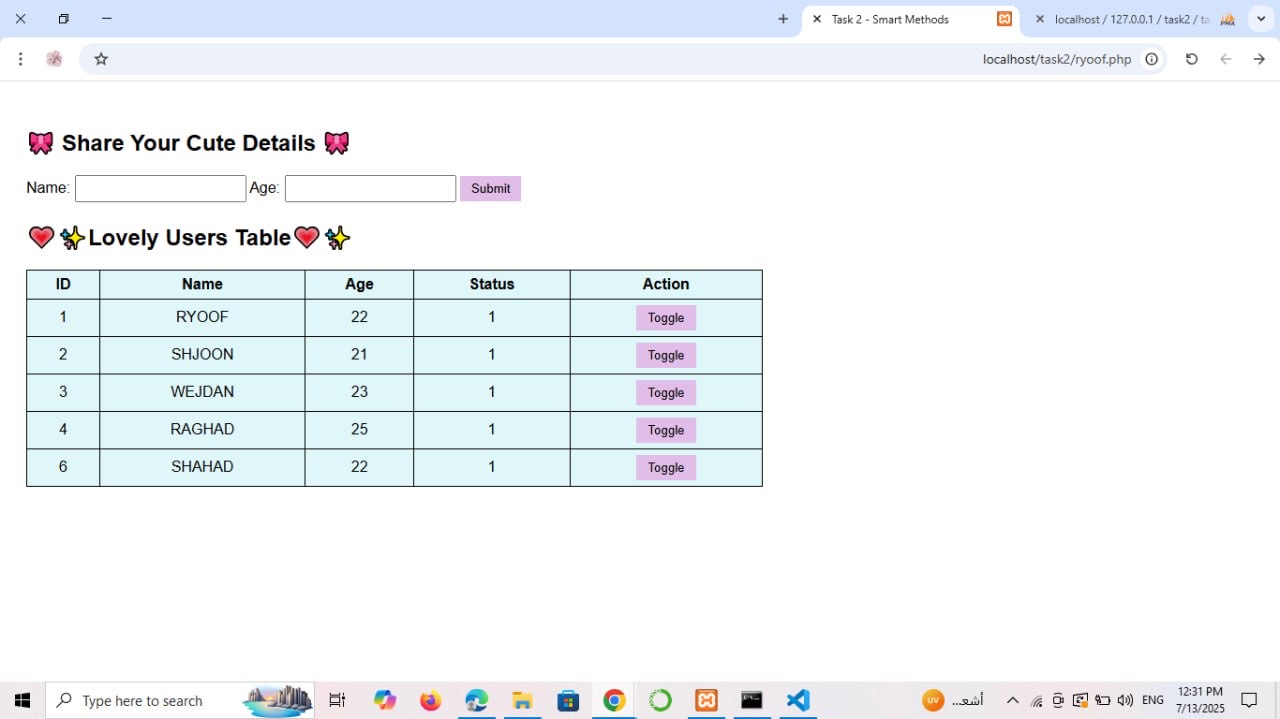 Task 2 - Smart Methods
localhost / 127.0.0.1 / task2 / ta
localhost/task2/ryoof.php
Share Your Cute Details
Name: Age: Submit
Lovely Users Table
ID Name Age Status Action
1 RYOOF 22 1 Toggle
2 SHJOON 21 1 Toggle
3 WEJDAN 23 1 Toggle
4 RAGHAD 25 1 Toggle
6 SHAHAD 22 1 Toggle
Type here to search
UV
أشعـ...
ENG
12:31 PM
7/13/2025